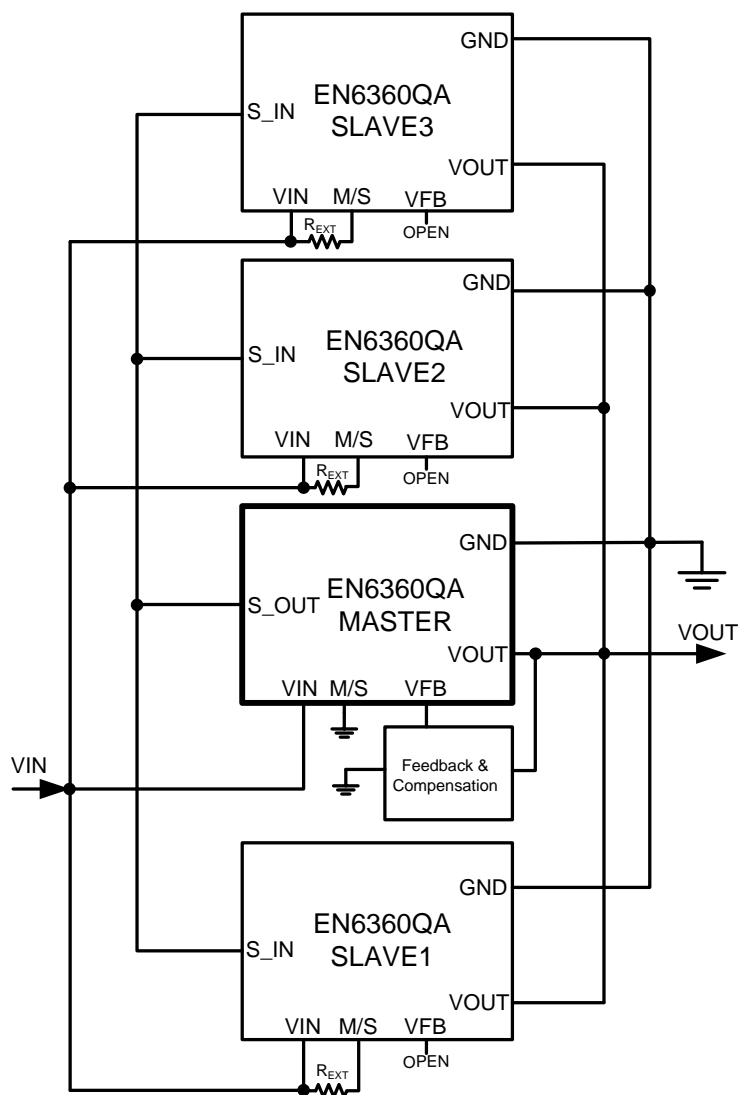 GND
EN6360QA
SLAVE3
S_IN
VOUT
VIN M/S VFB
R_EXT
OPEN
GND
EN6360QA
SLAVE2
S_IN
VOUT
VIN M/S VFB
R_EXT
OPEN
GND
EN6360QA
MASTER
S_OUT
VOUT
VOUT
VIN M/S VFB
Feedback &
Compensation
VIN
GND
EN6360QA
SLAVE1
S_IN
VOUT
VIN M/S VFB
R_EXT
OPEN